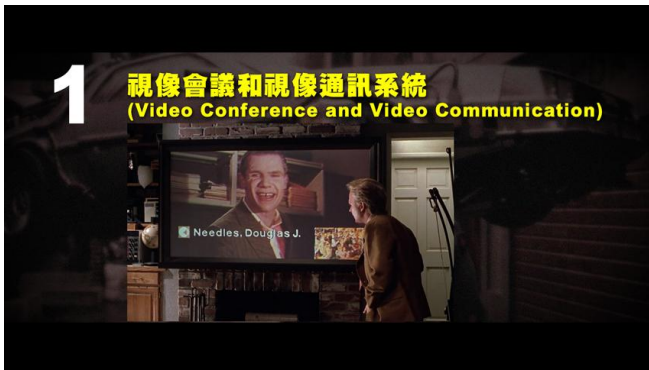 1
視像會議和視像通訊系統
(Video Conference and Video Communication)
Needles, Douglas J.